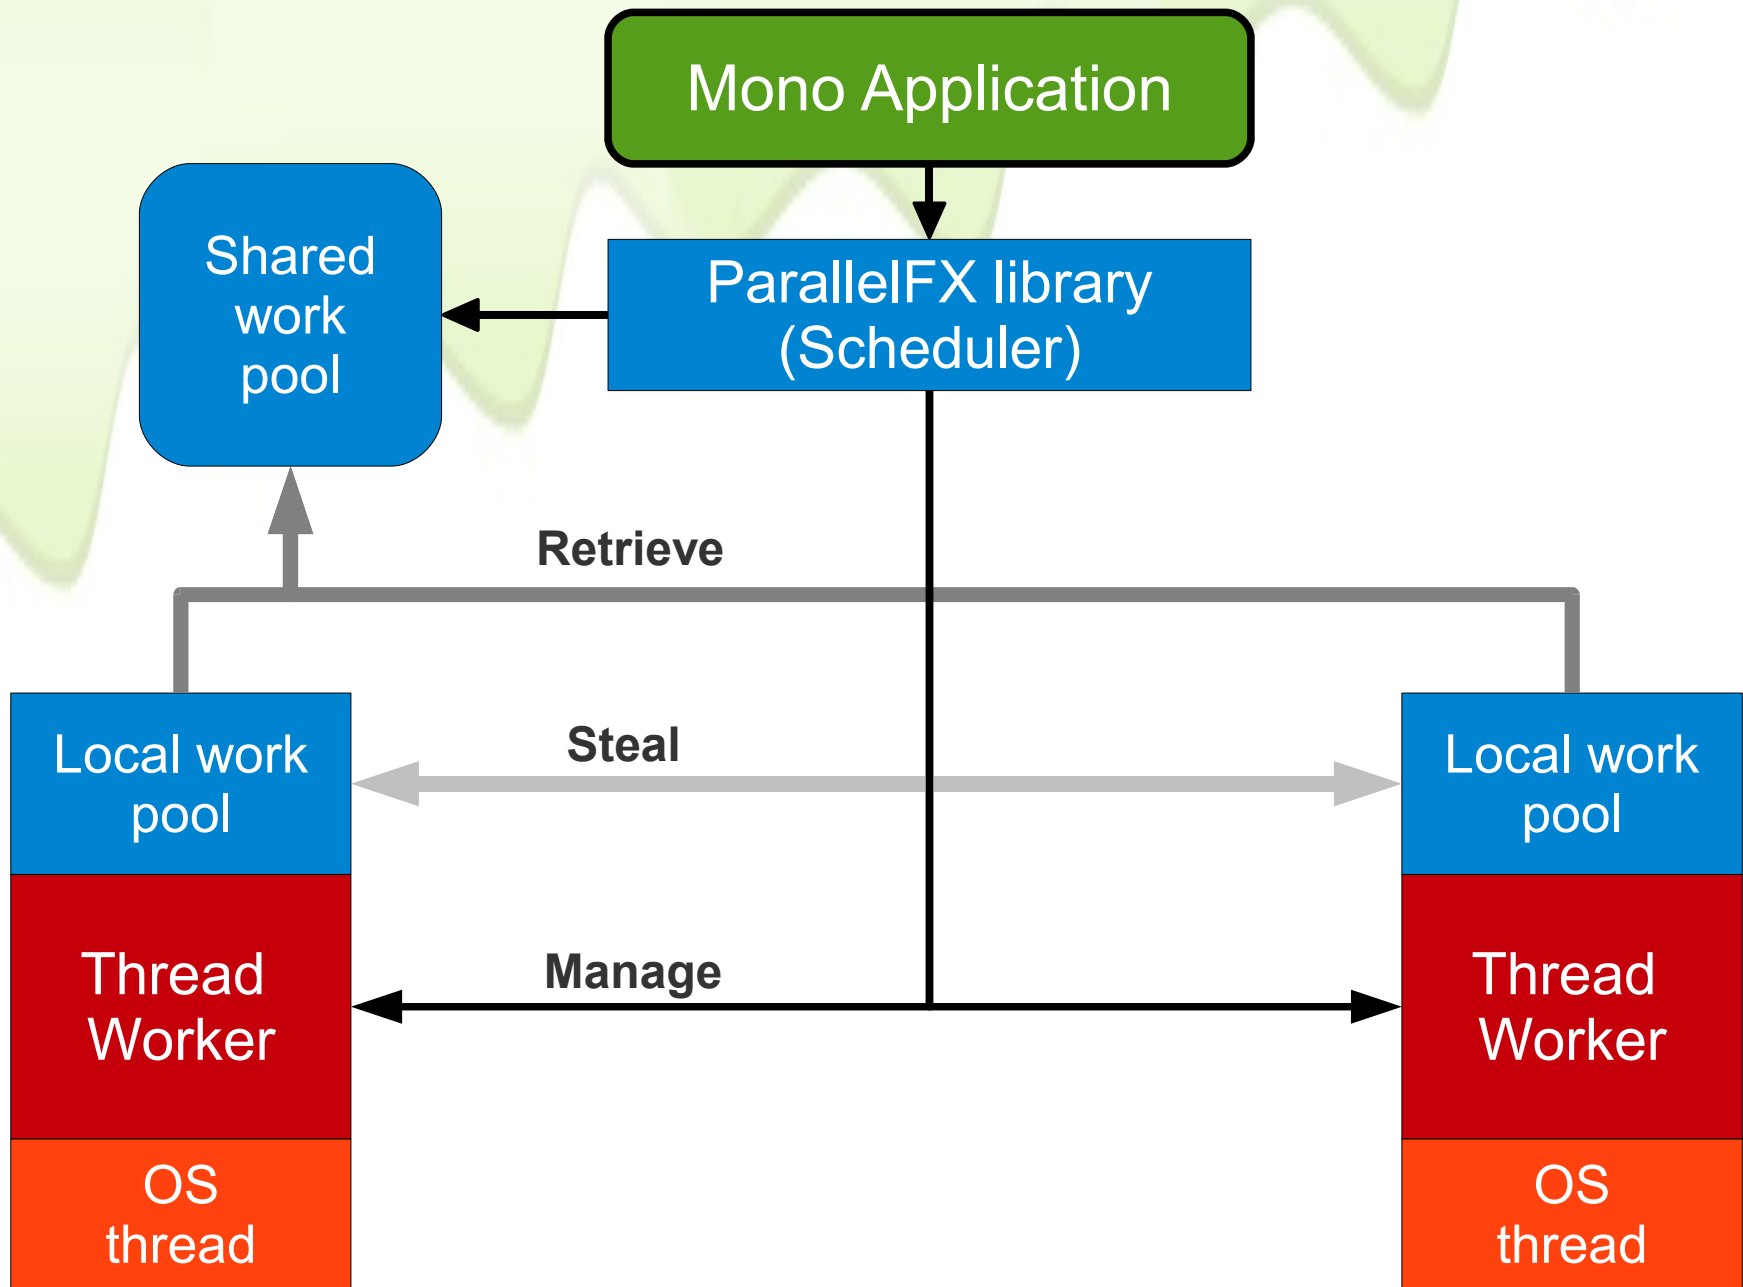 Mono Application
Shared
work
pool
ParallelFX library
(Scheduler)
Retrieve
Steal
Local work
pool
Local work
pool
Manage
Thread
Worker
Thread
Worker
OS
thread
OS
thread